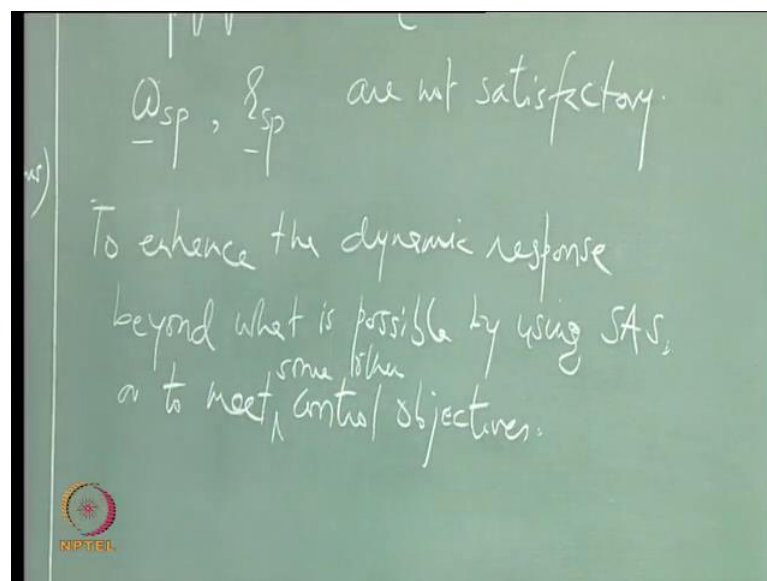 ω_sp, ξ_sp are not satisfactory.
To enhance the dynamic response
beyond what is possible by using SAS,
or to meet some other control objectives.
NPTEL